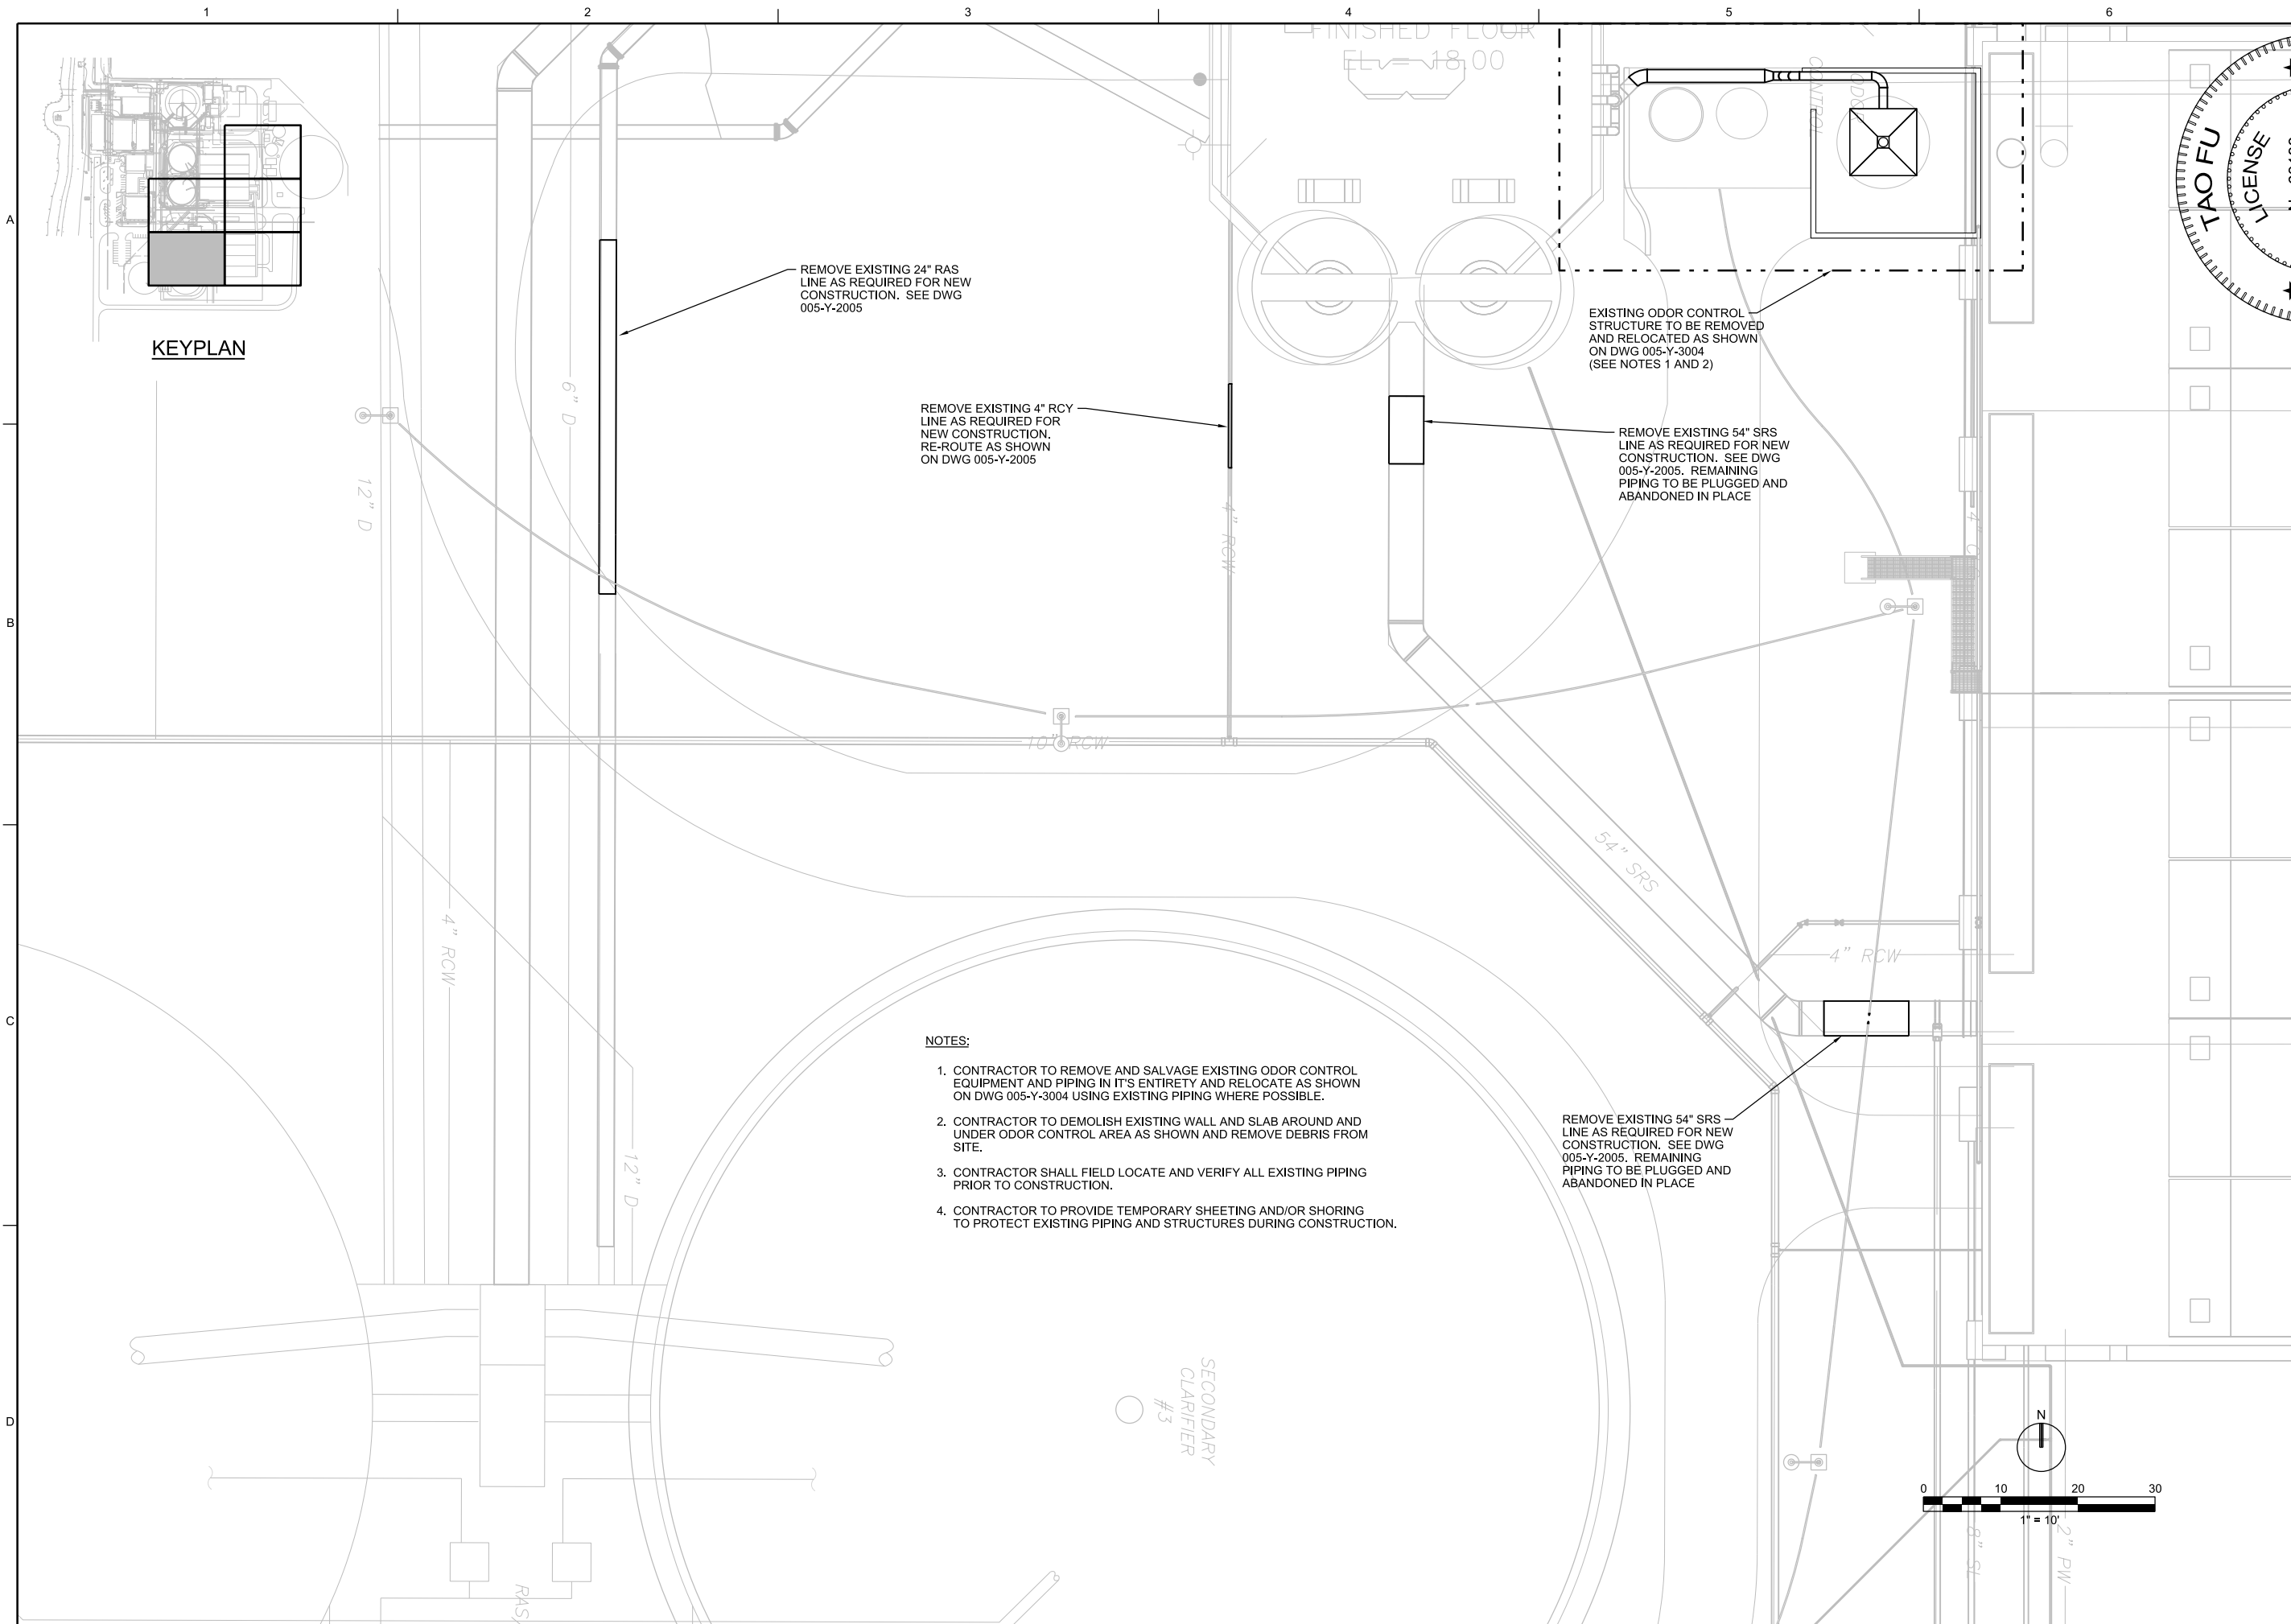 1
2
3
4
5
6
A
B
C
D
KEYPLAN
FINISHED FLOOR
EL = 18.00
CONTROL
TAO FU
LICENSE
REMOVE EXISTING 24" RAS
LINE AS REQUIRED FOR NEW
CONSTRUCTION. SEE DWG
005-Y-2005
REMOVE EXISTING 4" RCY
LINE AS REQUIRED FOR
NEW CONSTRUCTION.
RE-ROUTE AS SHOWN
ON DWG 005-Y-2005
EXISTING ODOR CONTROL
STRUCTURE TO BE REMOVED
AND RELOCATED AS SHOWN
ON DWG 005-Y-3004
(SEE NOTES 1 AND 2)
REMOVE EXISTING 54" SRS
LINE AS REQUIRED FOR NEW
CONSTRUCTION. SEE DWG
005-Y-2005. REMAINING
PIPING TO BE PLUGGED AND
ABANDONED IN PLACE
6" D
12" D
4" RCW
10" RCW
54" SRS
4" RCW
4" RCW
12" D
NOTES:
1. CONTRACTOR TO REMOVE AND SALVAGE EXISTING ODOR CONTROL
EQUIPMENT AND PIPING IN IT'S ENTIRETY AND RELOCATE AS SHOWN
ON DWG 005-Y-3004 USING EXISTING PIPING WHERE POSSIBLE.
2. CONTRACTOR TO DEMOLISH EXISTING WALL AND SLAB AROUND AND
UNDER ODOR CONTROL AREA AS SHOWN AND REMOVE DEBRIS FROM
SITE.
3. CONTRACTOR SHALL FIELD LOCATE AND VERIFY ALL EXISTING PIPING
PRIOR TO CONSTRUCTION.
4. CONTRACTOR TO PROVIDE TEMPORARY SHEETING AND/OR SHORING
TO PROTECT EXISTING PIPING AND STRUCTURES DURING CONSTRUCTION.
REMOVE EXISTING 54" SRS
LINE AS REQUIRED FOR NEW
CONSTRUCTION. SEE DWG
005-Y-2005. REMAINING
PIPING TO BE PLUGGED AND
ABANDONED IN PLACE
SECONDARY
CLARIFIER
#3
RAS
N
0 10 20 30
1" = 10'
8" SL
2" PW